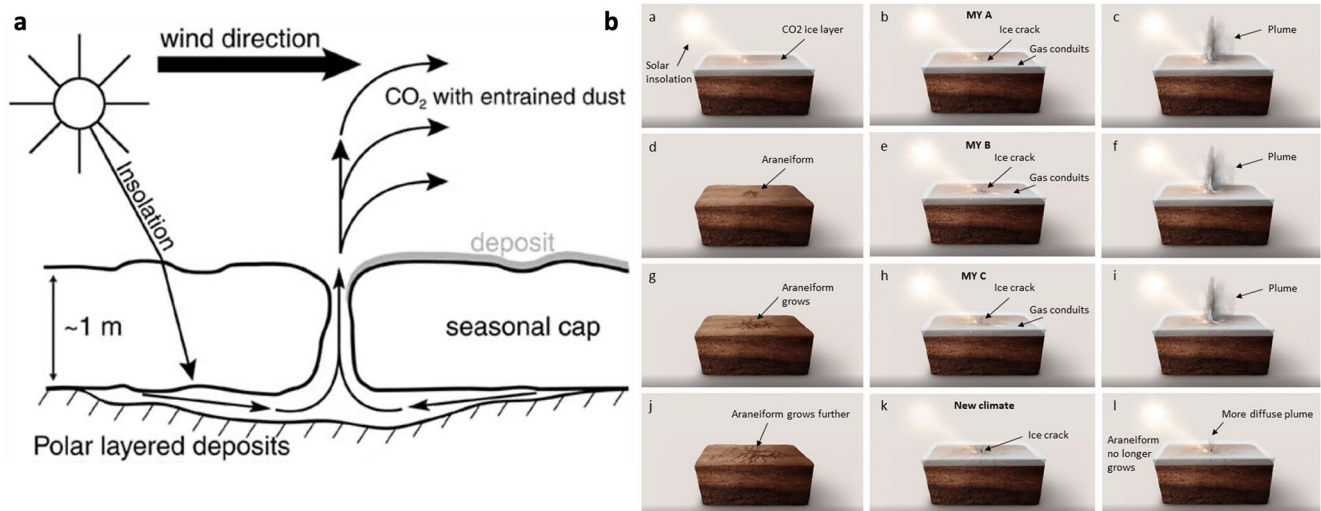 a
wind direction
CO₂ with entrained dust
Insolation
deposit
~1 m
seasonal cap
Polar layered deposits
b
a
CO2 ice layer
Solar
insolation
b
MY A
Ice crack
Gas conduits
c
Plume
d
Araneiform
e
MY B
Ice crack
Gas conduits
f
Plume
g
Araneiform
grows
h
MY C
Ice crack
Gas conduits
i
Plume
j
Araneiform grows further
k
New climate
Ice crack
l
More diffuse plume
Araneiform
no longer
grows